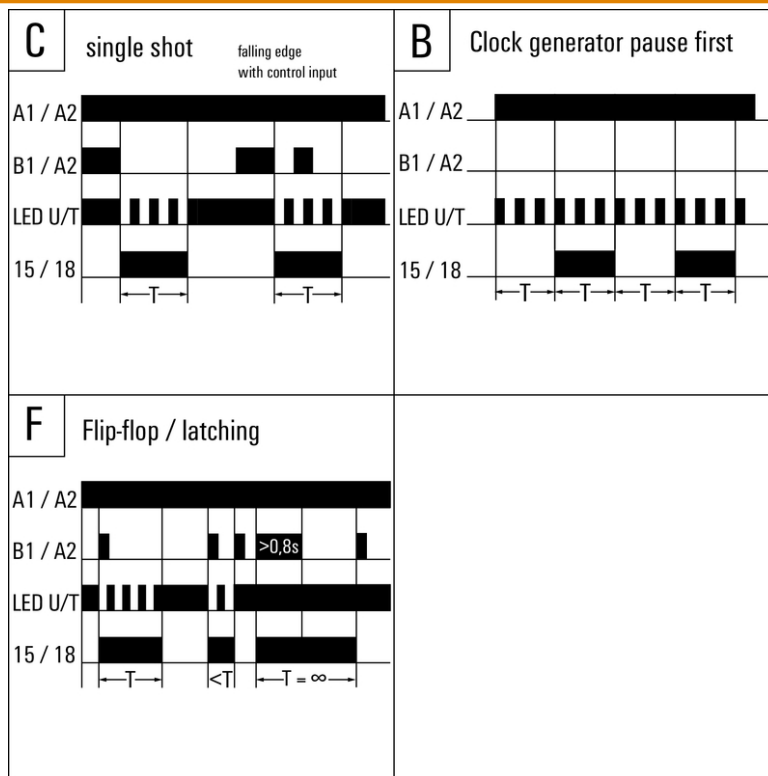 C
single shot
falling edge
with control input
A1 / A2
B1 / A2
LED U/T
15 / 18
T
T
B
Clock generator pause first
A1 / A2
B1 / A2
LED U/T
15 / 18
T
T
T
T
F
Flip-flop / latching
A1 / A2
B1 / A2
>0,8s
LED U/T
15 / 18
T
<T
T = ∞